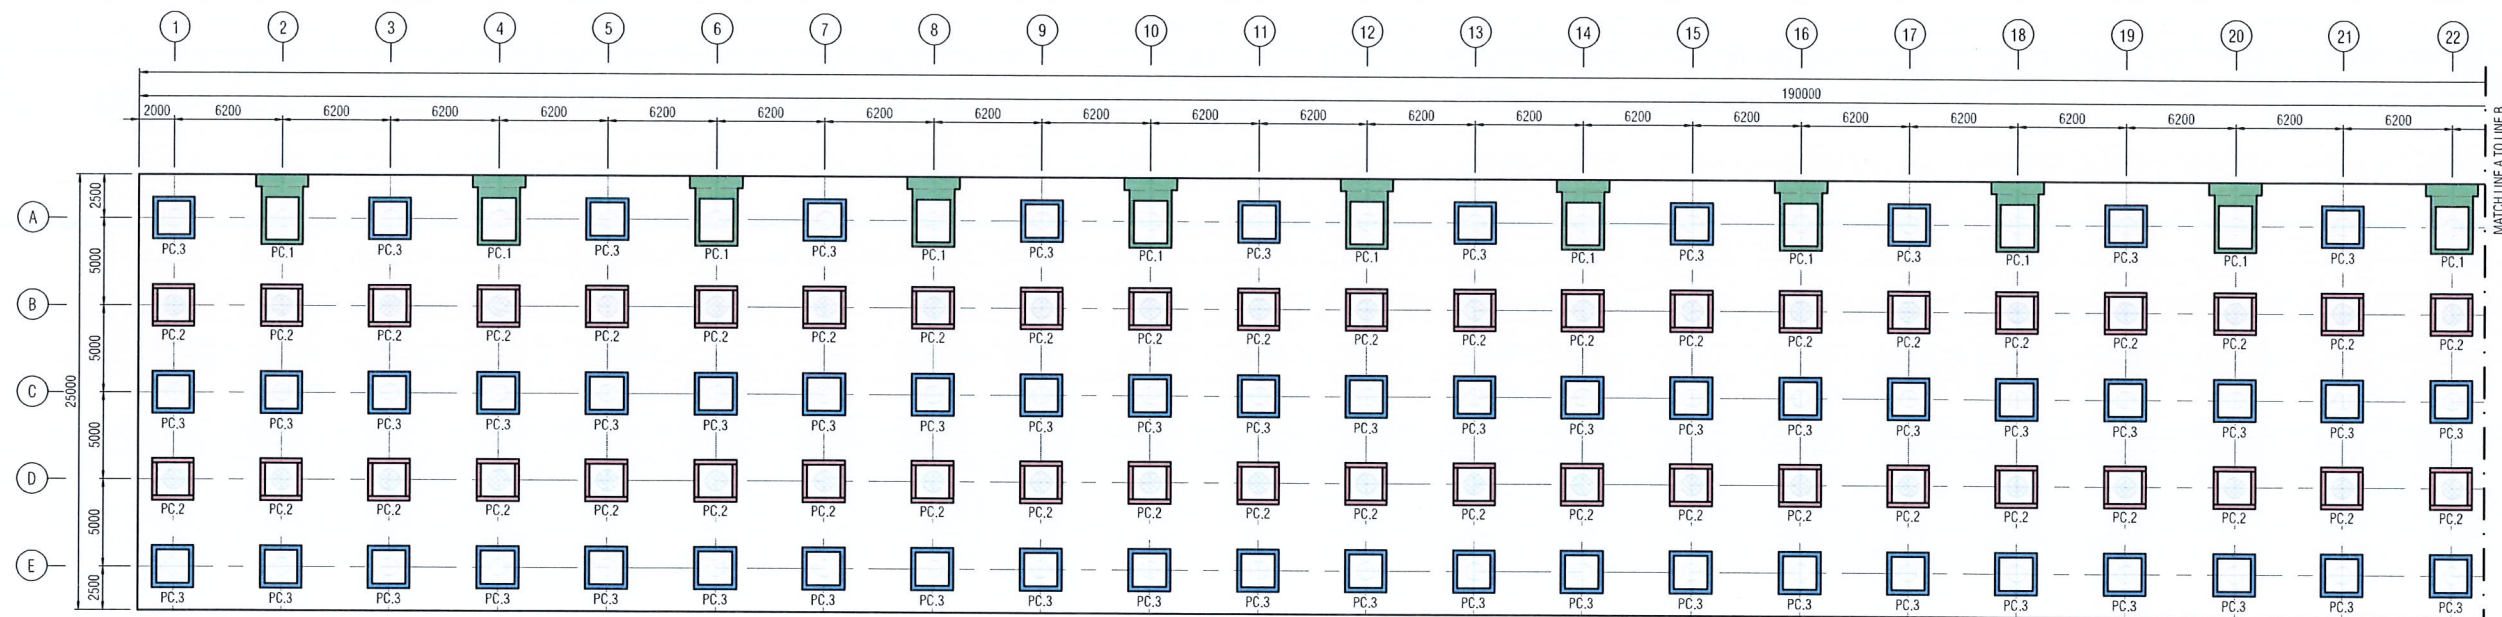 1 2 3 4 5 6 7 8 9 10 11 12 13 14 15 16 17 18 19 20 21 22
190000
2000 6200 6200 6200 6200 6200 6200 6200 6200 6200 6200 6200 6200 6200 6200 6200 6200 6200 6200 6200 6200 6200
MATCH LINE A TO LINE B
2500
A
PC.3 PC.1 PC.3 PC.1 PC.3 PC.1 PC.3 PC.1 PC.3 PC.1 PC.3 PC.1 PC.3 PC.1 PC.3 PC.1 PC.3 PC.1 PC.3 PC.1 PC.3 PC.1
5000
B
PC.2 PC.2 PC.2 PC.2 PC.2 PC.2 PC.2 PC.2 PC.2 PC.2 PC.2 PC.2 PC.2 PC.2 PC.2 PC.2 PC.2 PC.2 PC.2 PC.2 PC.2 PC.2
5000
25000
C
PC.3 PC.3 PC.3 PC.3 PC.3 PC.3 PC.3 PC.3 PC.3 PC.3 PC.3 PC.3 PC.3 PC.3 PC.3 PC.3 PC.3 PC.3 PC.3 PC.3 PC.3 PC.3
5000
D
PC.2 PC.2 PC.2 PC.2 PC.2 PC.2 PC.2 PC.2 PC.2 PC.2 PC.2 PC.2 PC.2 PC.2 PC.2 PC.2 PC.2 PC.2 PC.2 PC.2 PC.2 PC.2
5000
E
2500
PC.3 PC.3 PC.3 PC.3 PC.3 PC.3 PC.3 PC.3 PC.3 PC.3 PC.3 PC.3 PC.3 PC.3 PC.3 PC.3 PC.3 PC.3 PC.3 PC.3 PC.3 PC.3